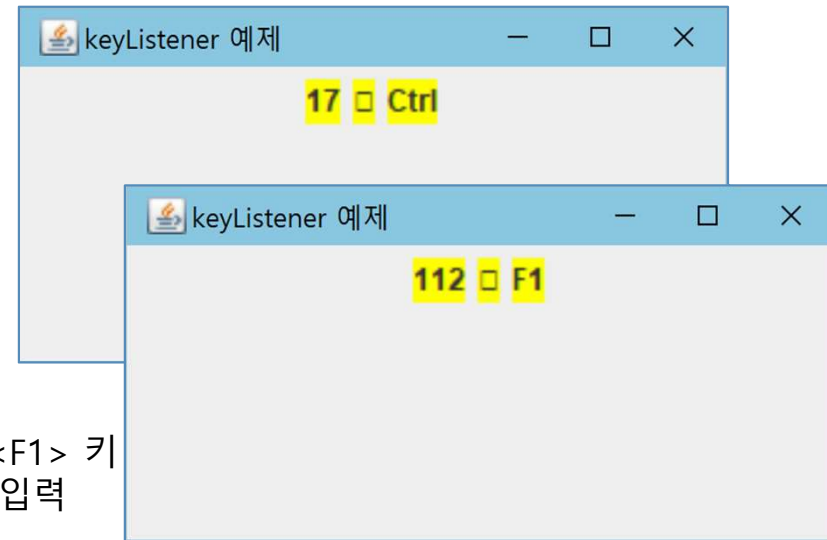 keyListener 예제
17 □ Ctrl
keyListener 예제
112 □ F1
<F1> 키
입력